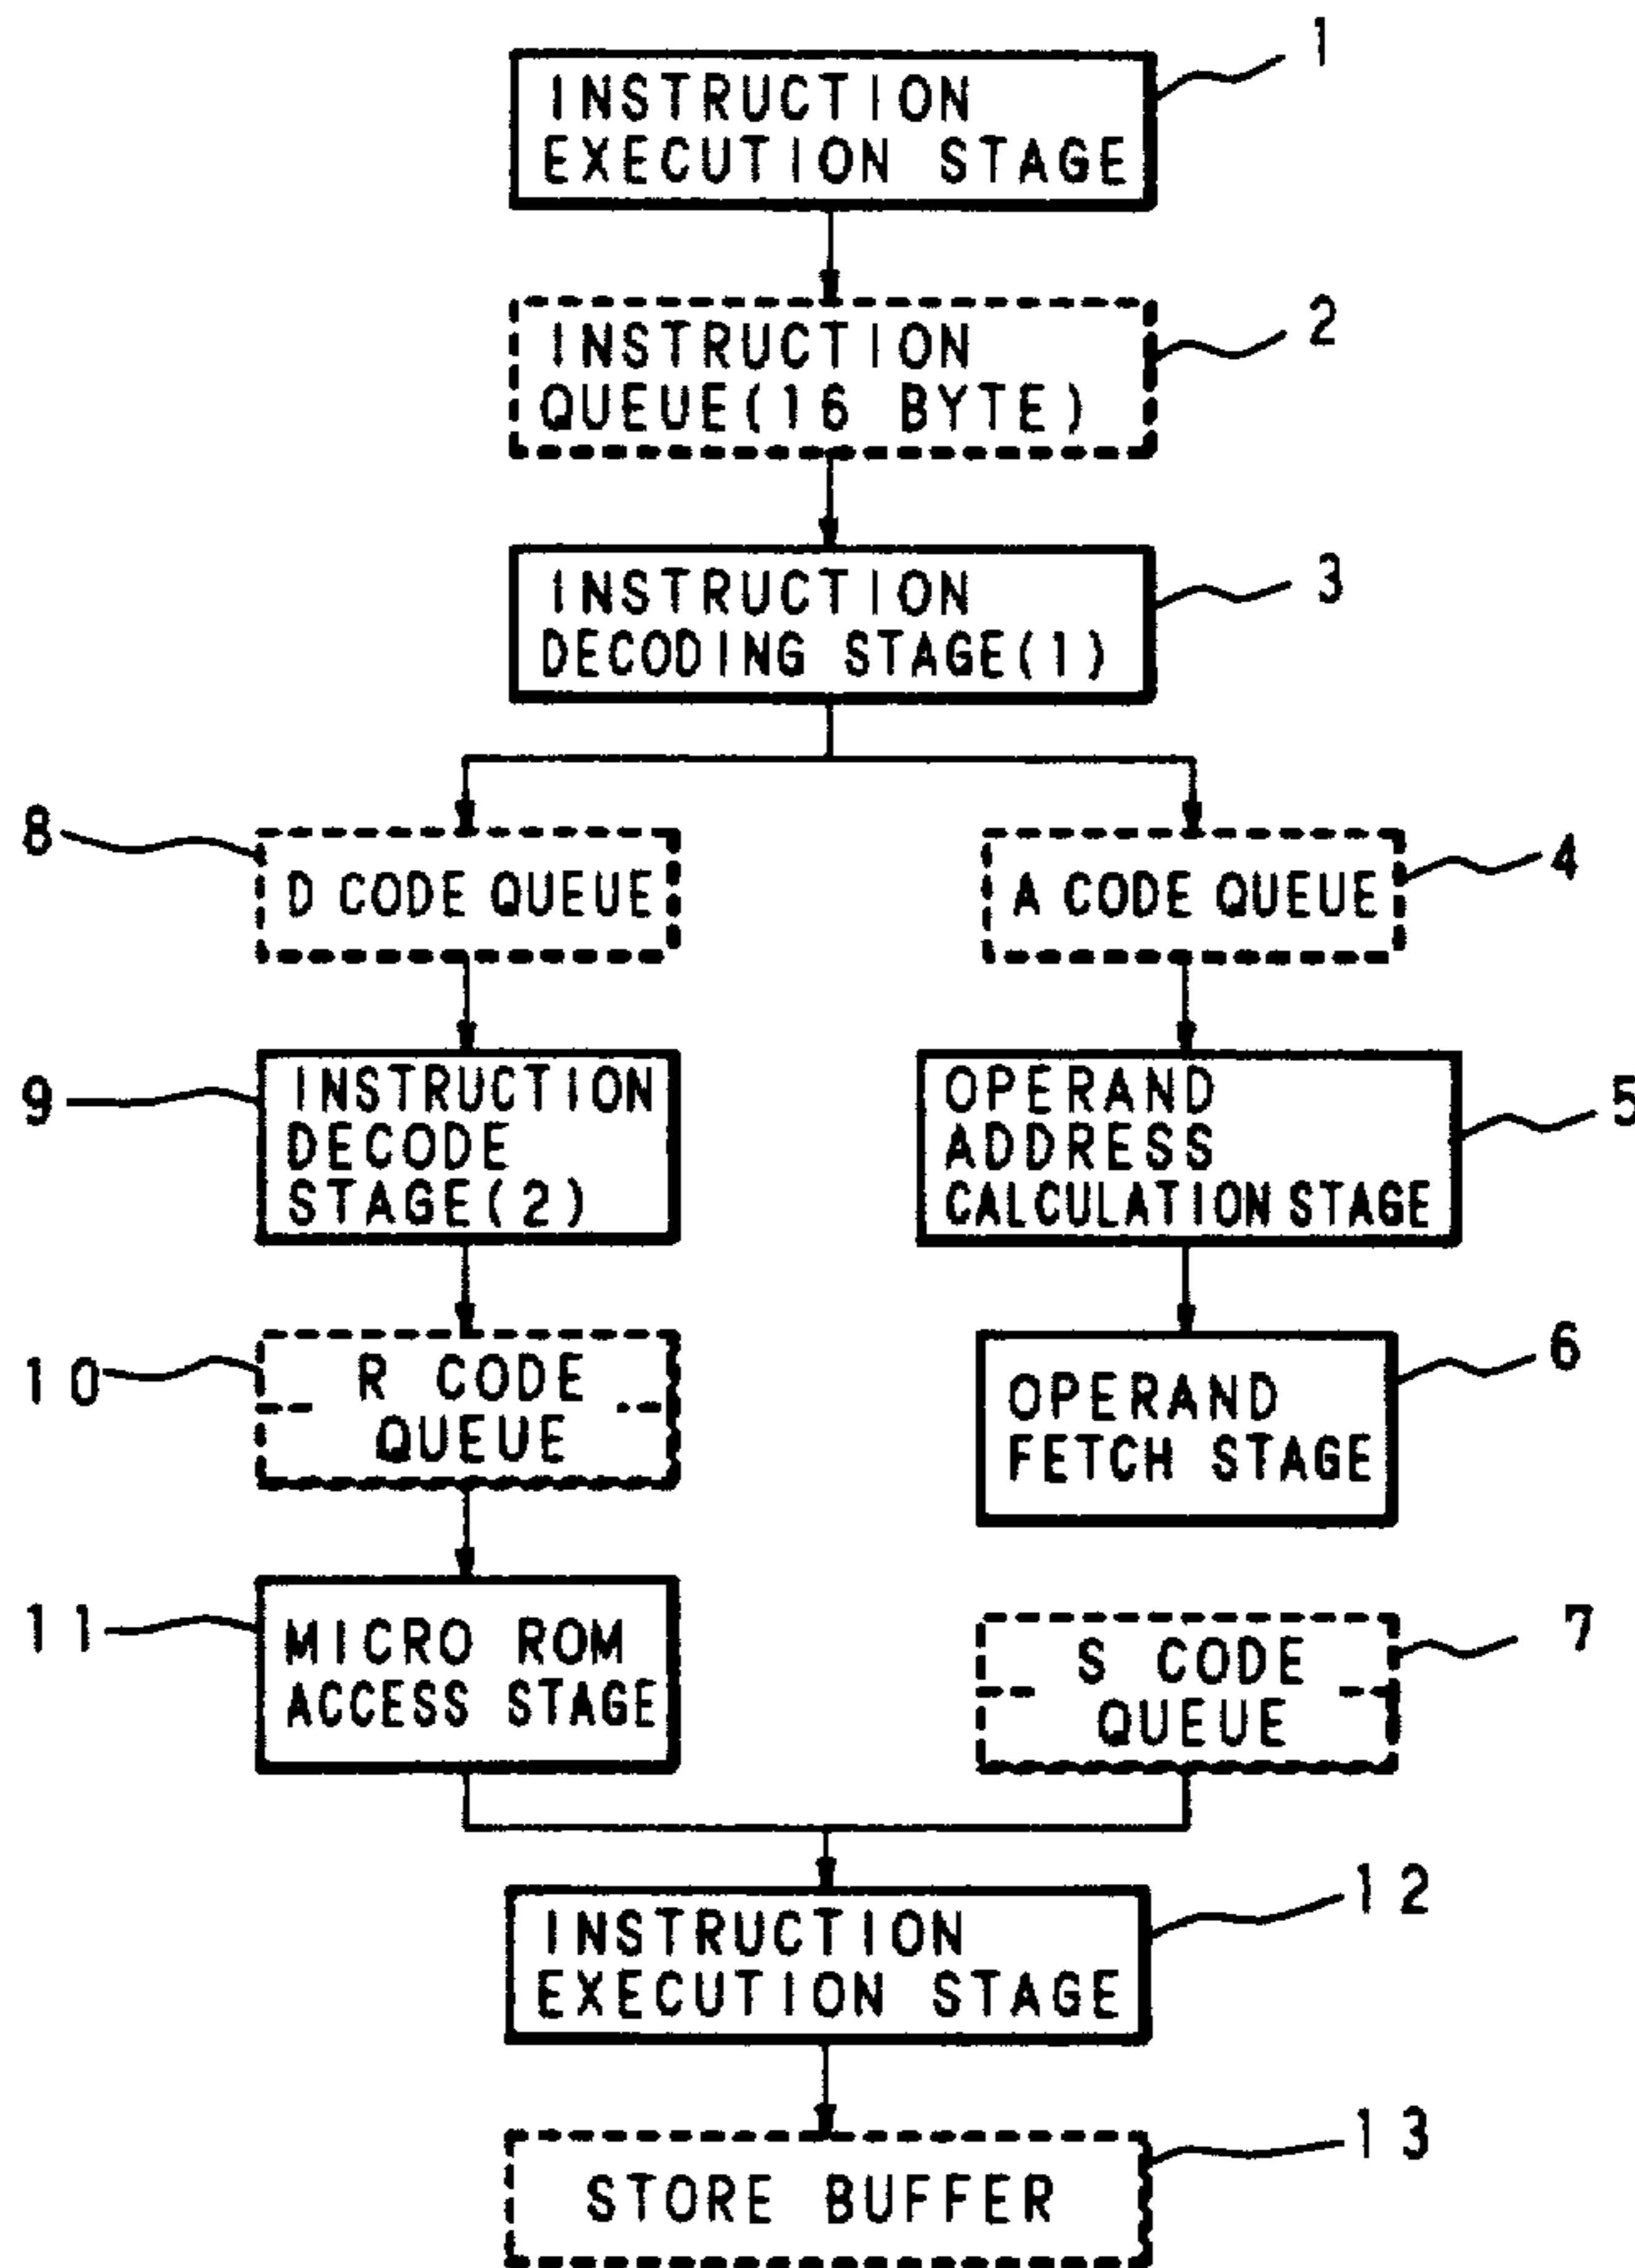 1
INSTRUCTION
EXECUTION STAGE
2
INSTRUCTION
QUEUE(16 BYTE)
3
INSTRUCTION
DECODING STAGE(1)
8
D CODE QUEUE
4
A CODE QUEUE
9
INSTRUCTION
DECODE
STAGE(2)
5
OPERAND
ADDRESS
CALCULATION STAGE
10
R CODE
QUEUE
6
OPERAND
FETCH STAGE
11
MICRO ROM
ACCESS STAGE
7
S CODE
QUEUE
12
INSTRUCTION
EXECUTION STAGE
13
STORE BUFFER